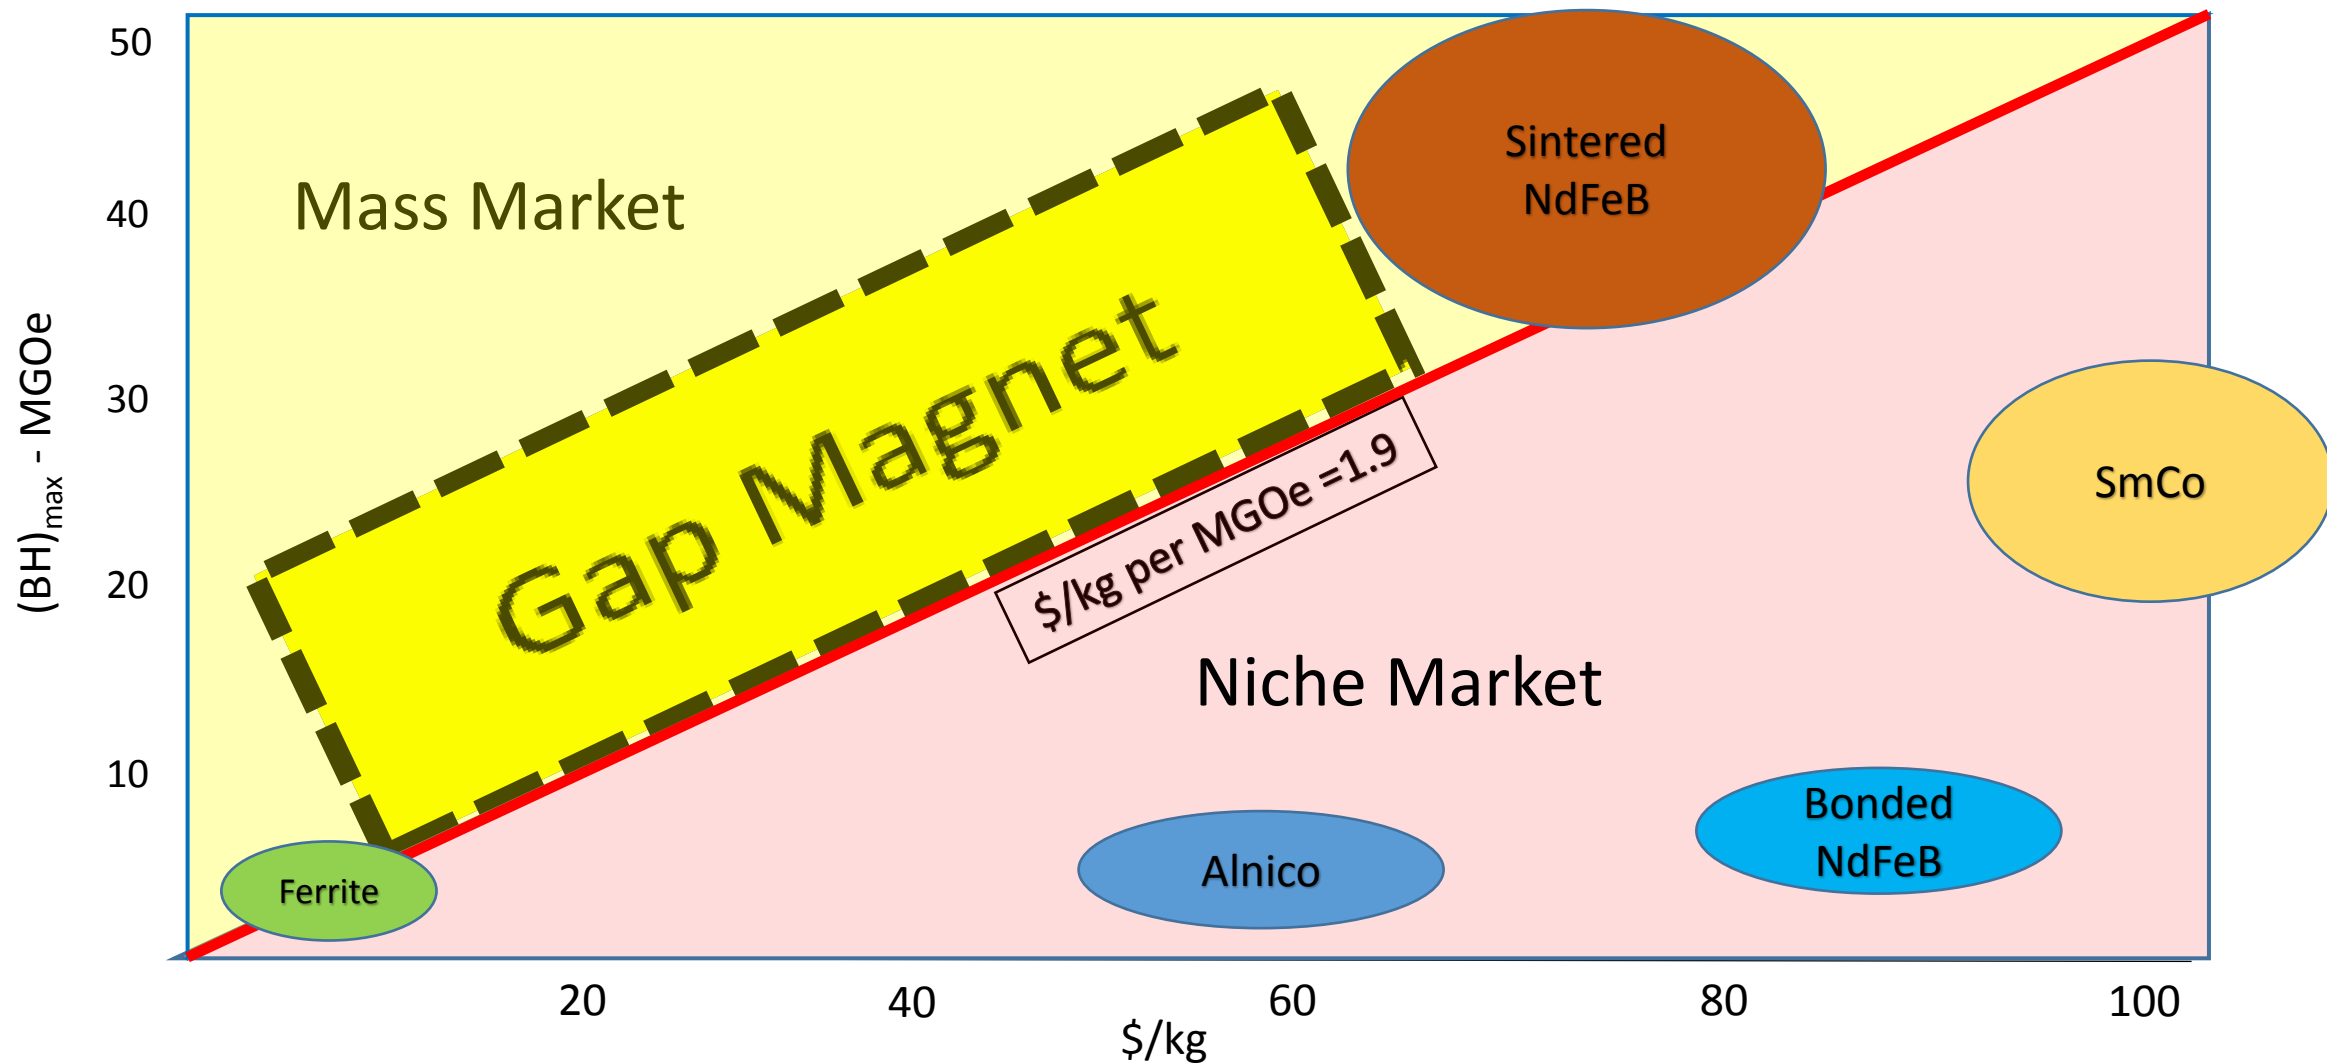 50
40
30
20
10
(BH)max - MGOe
Mass Market
Gap Magnet
Sintered
NdFeB
SmCo
$/kg per MGOe =1.9
Niche Market
Bonded
NdFeB
Alnico
Ferrite
20
40
60
80
100
$/kg